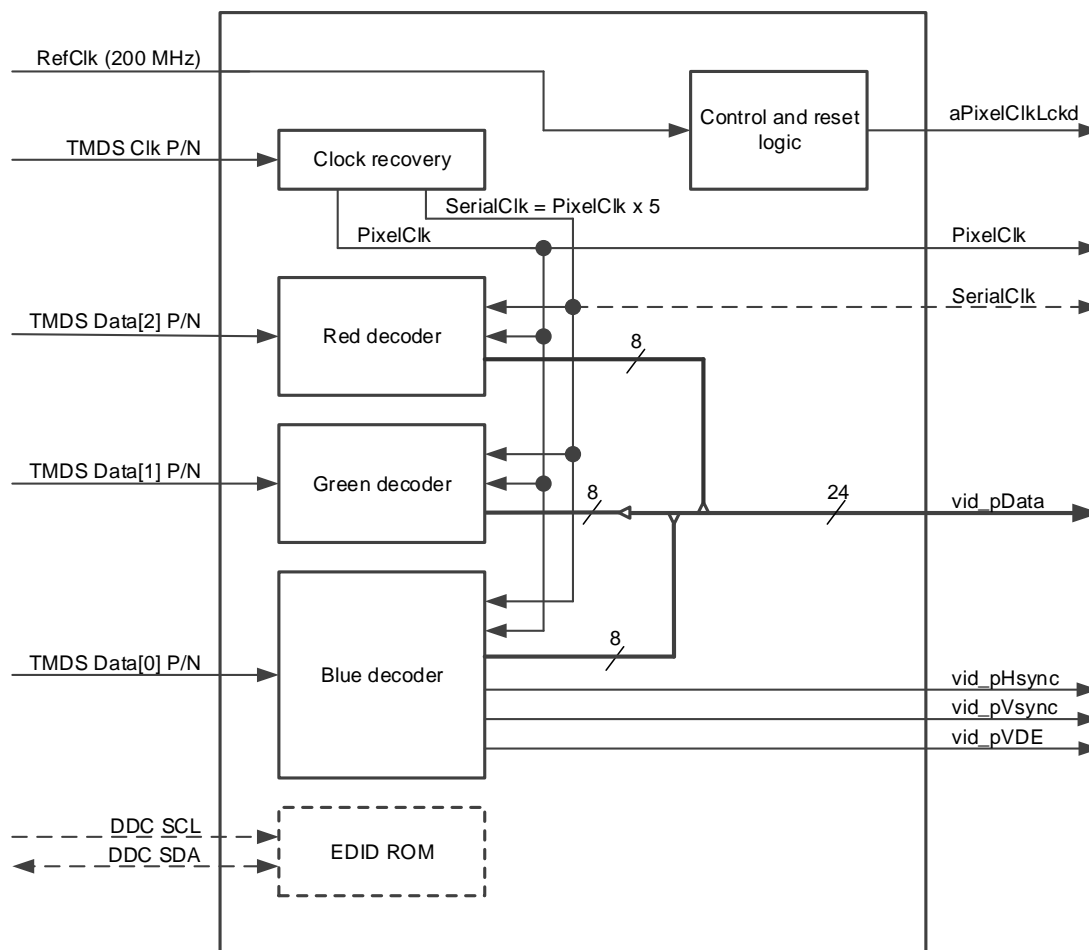 RefClk (200 MHz)
Control and reset
logic
aPixelClkLckd
TMDS Clk P/N
Clock recovery
SerialClk = PixelClk x 5
PixelClk
PixelClk
SerialClk
TMDS Data[2] P/N
Red decoder
8
TMDS Data[1] P/N
Green decoder
8
24
vid_pData
8
TMDS Data[0] P/N
Blue decoder
vid_pHsync
vid_pVsync
vid_pVDE
DDC SCL
DDC SDA
EDID ROM